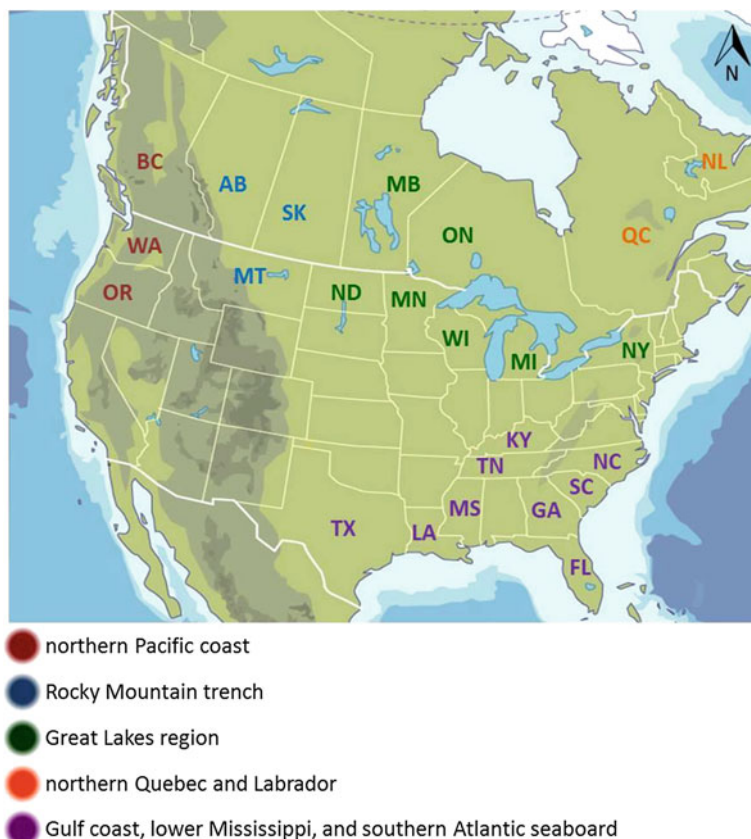 N
BC
AB
SK
MB
ON
QC
NL
WA
OR
MT
ND
MN
WI
MI
NY
KY
TN
NC
SC
MS
GA
TX
LA
FL
northern Pacific coast
Rocky Mountain trench
Great Lakes region
northern Quebec and Labrador
Gulf coast, lower Mississippi, and southern Atlantic seaboard